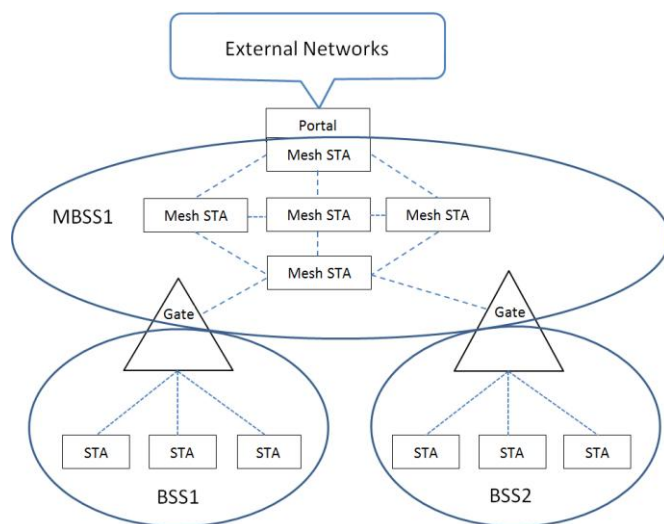 External Networks
Portal
Mesh STA
MBSS1
Mesh STA
Mesh STA
Mesh STA
Mesh STA
Gate
Gate
STA
STA
STA
STA
STA
STA
BSS1
BSS2